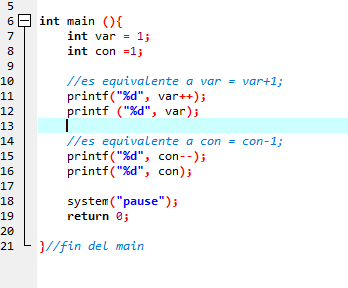 5
6 int main (){
7 int var = 1;
8 int con =1;
9
10 //es equivalente a var = var+1;
11 printf("%d", var++);
12 printf ("%d", var);
13
14 //es equivalente a con = con-1;
15 printf("%d", con--);
16 printf("%d", con);
17
18 system("pause");
19 return 0;
20
21 }//fin del main